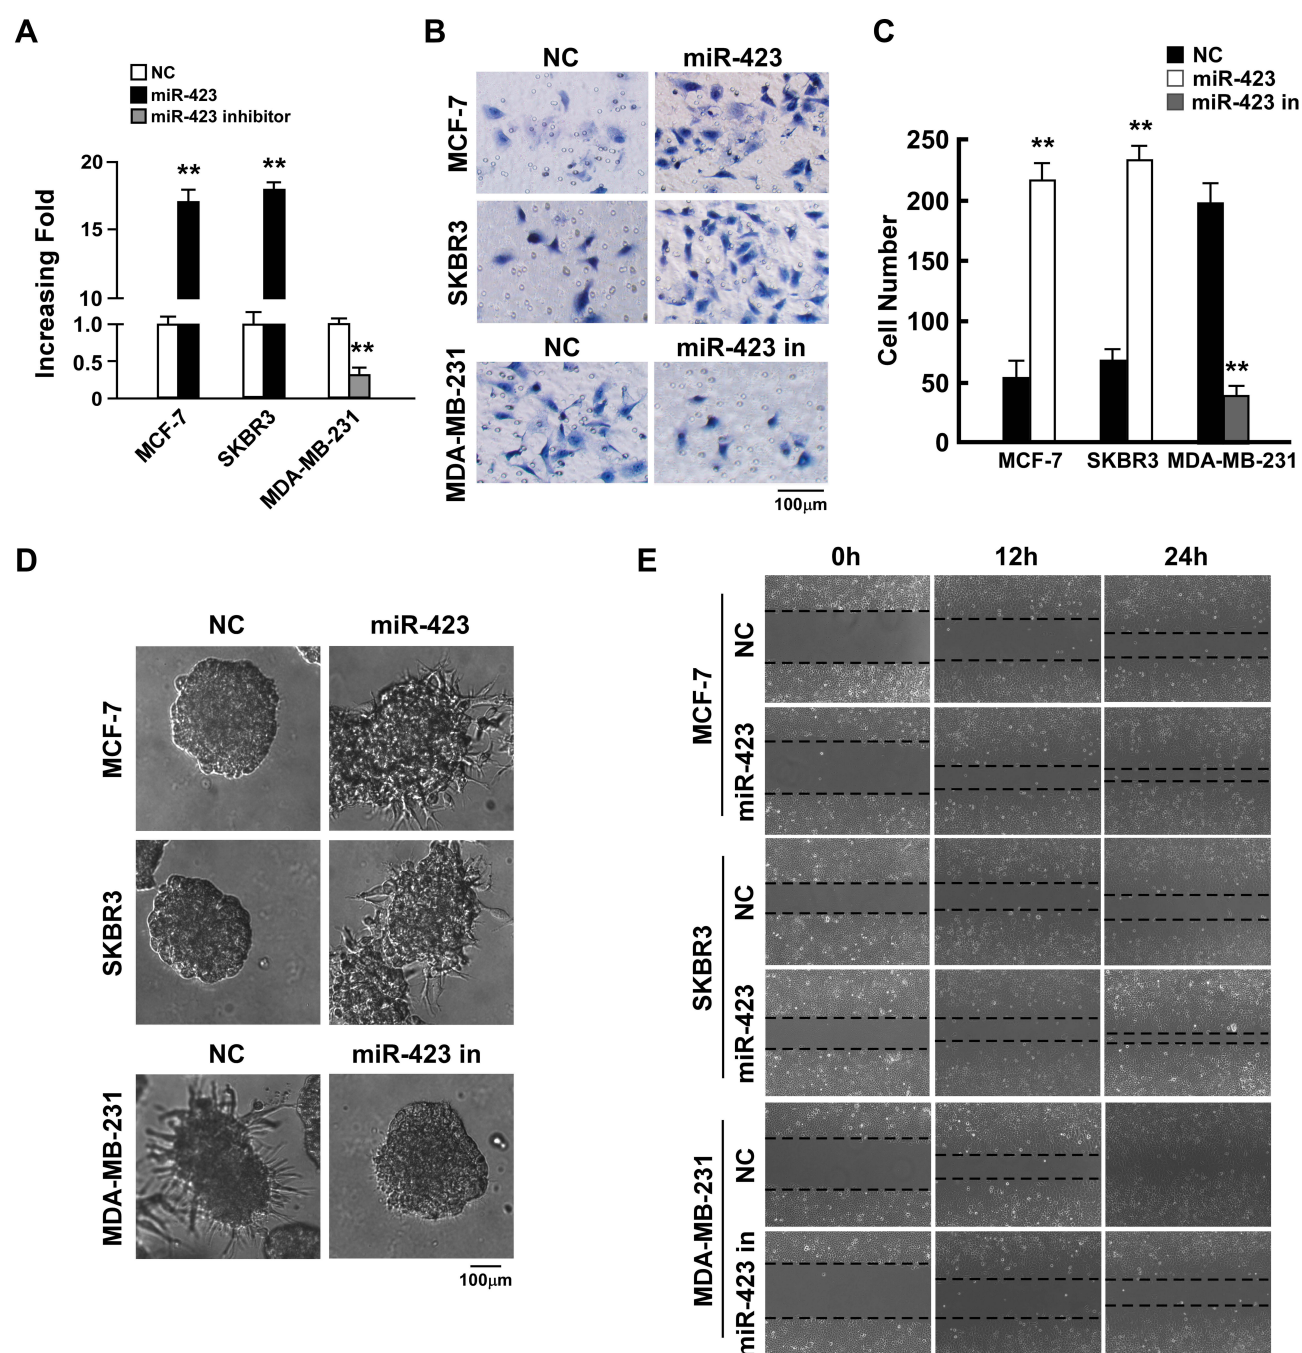 A
NC
miR-423
miR-423 inhibitor
Increasing Fold
20
15
10
1.0
0.5
0
**
**
**
MCF-7
SKBR3
MDA-MB-231
B
NC
miR-423
MCF-7
SKBR3
NC
miR-423 in
MDA-MB-231
100μm
C
NC
miR-423
miR-423 in
Cell Number
250
200
150
100
50
0
**
**
**
MCF-7
SKBR3
MDA-MB-231
D
NC
miR-423
MCF-7
SKBR3
NC
miR-423 in
MDA-MB-231
100μm
E
0h
12h
24h
MCF-7
NC
miR-423
SKBR3
NC
miR-423
MDA-MB-231
NC
miR-423 in